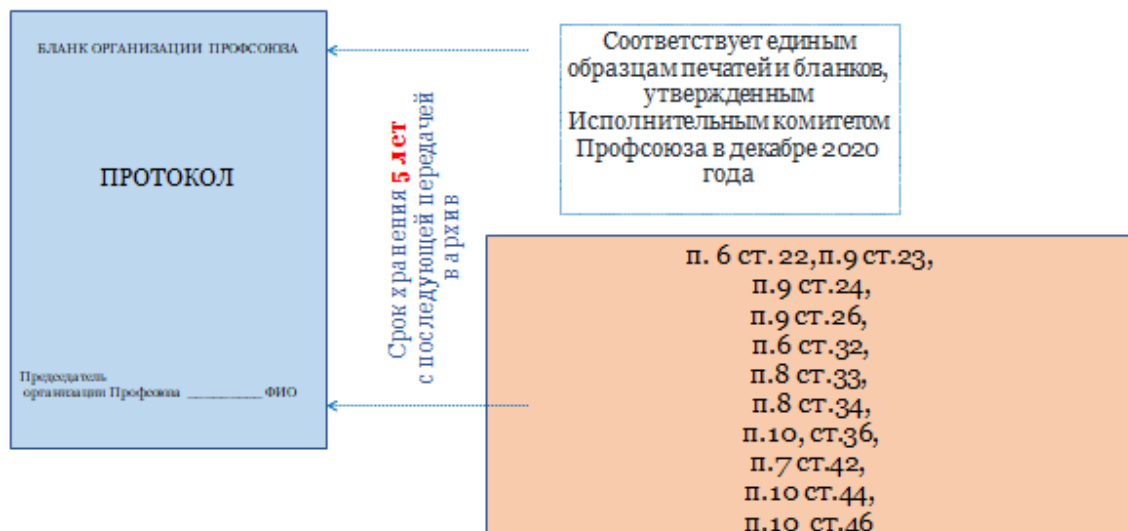 БЛАНК ОРГАНИЗАЦИИ ПРОФСОЮЗА
ПРОТОКОЛ
Председатель
организации Профсоюза __________ ФИО
Срок хранения 5 лет
с последующей передачей
в архив
Соответствует единым
образцам печатей и бланков,
утвержденным
Исполнительным комитетом
Профсоюза в декабре 2020
года
п. 6 ст. 22,п.9 ст.23,
п.9 ст.24,
п.9 ст.26,
п.6 ст.32,
п.8 ст.33,
п.8 ст.34,
п.10, ст.36,
п.7 ст.42,
п.10 ст.44,
п.10 ст.46